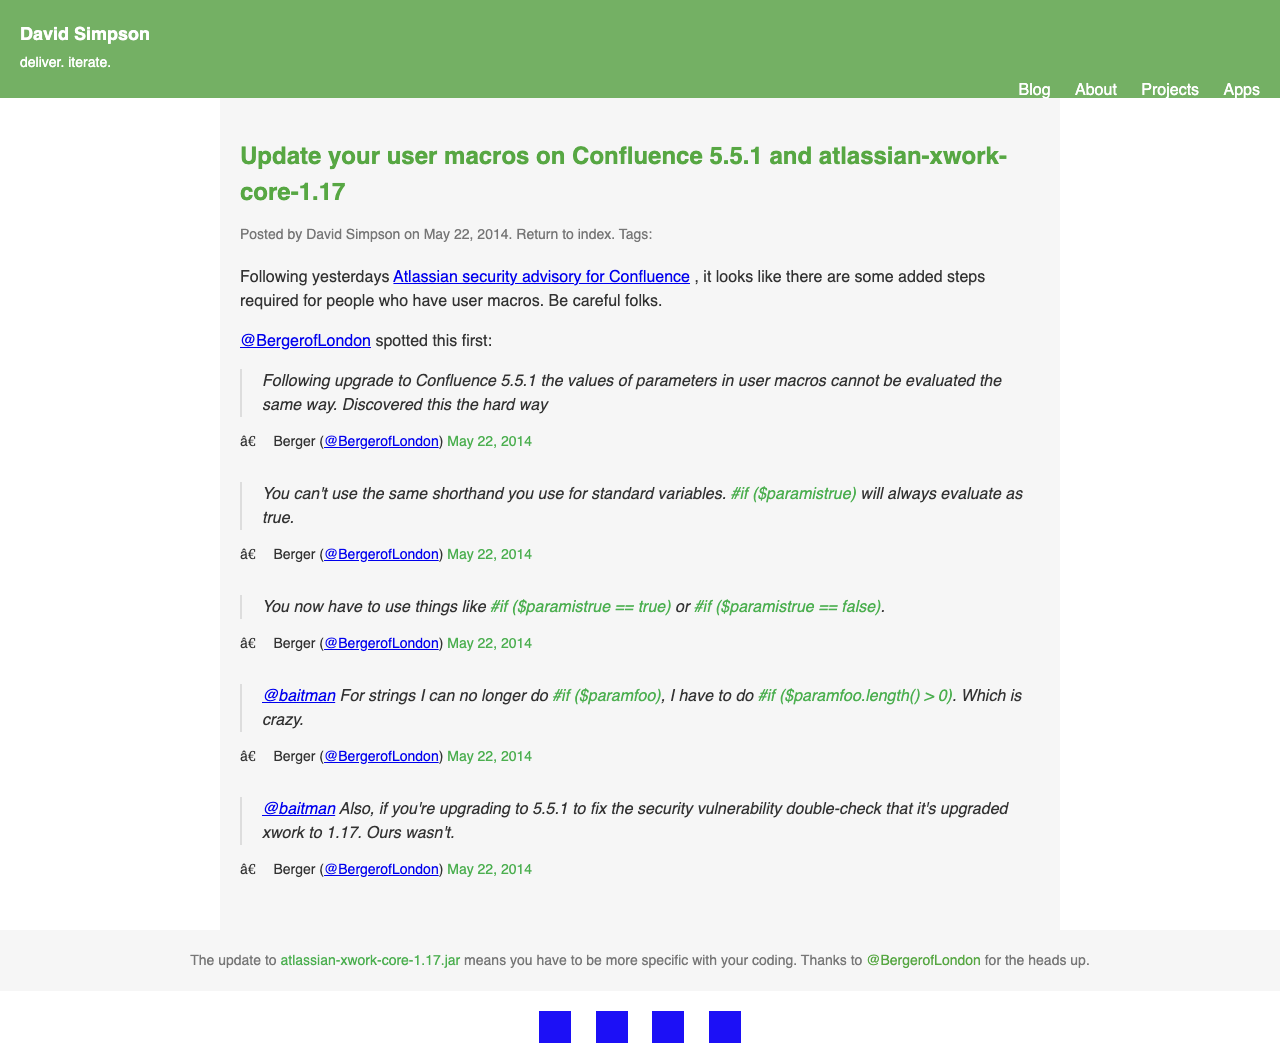 David Simpson
deliver. iterate.
Blog About Projects Apps
Update your user macros on Confluence 5.5.1 and atlassian-xwork-
core-1.17
Posted by David Simpson on May 22, 2014. Return to index. Tags:
Following yesterdays Atlassian security advisory for Confluence , it looks like there are some added steps
required for people who have user macros. Be careful folks.
@BergerofLondon spotted this first:
Following upgrade to Confluence 5.5.1 the values of parameters in user macros cannot be evaluated the
same way. Discovered this the hard way
â€ Berger (@BergerofLondon) May 22, 2014
You can't use the same shorthand you use for standard variables. #if ($paramistrue) will always evaluate as
true.
â€ Berger (@BergerofLondon) May 22, 2014
You now have to use things like #if ($paramistrue == true) or #if ($paramistrue == false).
â€ Berger (@BergerofLondon) May 22, 2014
@baitman For strings I can no longer do #if ($paramfoo), I have to do #if ($paramfoo.length() > 0). Which is
crazy.
â€ Berger (@BergerofLondon) May 22, 2014
@baitman Also, if you're upgrading to 5.5.1 to fix the security vulnerability double-check that it's upgraded
xwork to 1.17. Ours wasn't.
â€ Berger (@BergerofLondon) May 22, 2014
The update to atlassian-xwork-core-1.17.jar means you have to be more specific with your coding. Thanks to @BergerofLondon for the heads up.